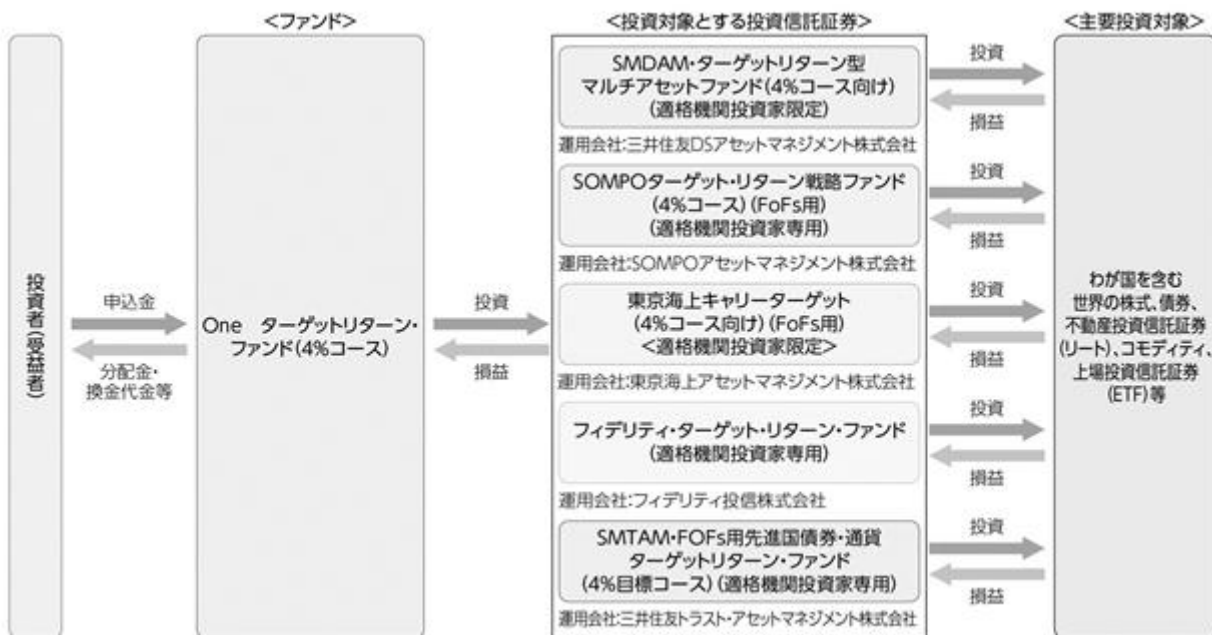 <ファンド>
<投資対象とする投資信託証券>
<主要投資対象>
投資者(受益者)
申込金
分配金・
換金代金等
One ターゲットリターン・
ファンド(4%コース)
投資
損益
SMDAM・ターゲットリターン型
マルチアセットファンド(4%コース向け)
(適格機関投資家限定)
運用会社:三井住友DSアセットマネジメント株式会社
投資
損益
SOMPOターゲット・リターン戦略ファンド
(4%コース)(FoFs用)
(適格機関投資家専用)
運用会社:SOMPOアセットマネジメント株式会社
投資
損益
東京海上キャリーターゲット
(4%コース向け)(FoFs用)
<適格機関投資家限定>
運用会社:東京海上アセットマネジメント株式会社
投資
損益
フィデリティ・ターゲット・リターン・ファンド
(適格機関投資家専用)
運用会社:フィデリティ投信株式会社
投資
損益
SMTAM・FOFs用先進国債券・通貨
ターゲットリターン・ファンド
(4%目標コース)(適格機関投資家専用)
運用会社:三井住友トラスト・アセットマネジメント株式会社
投資
損益
わが国を含む
世界の株式、債券、
不動産投資信託証券
(リート)、コモディティ、
上場投資信託証券
(ETF)等